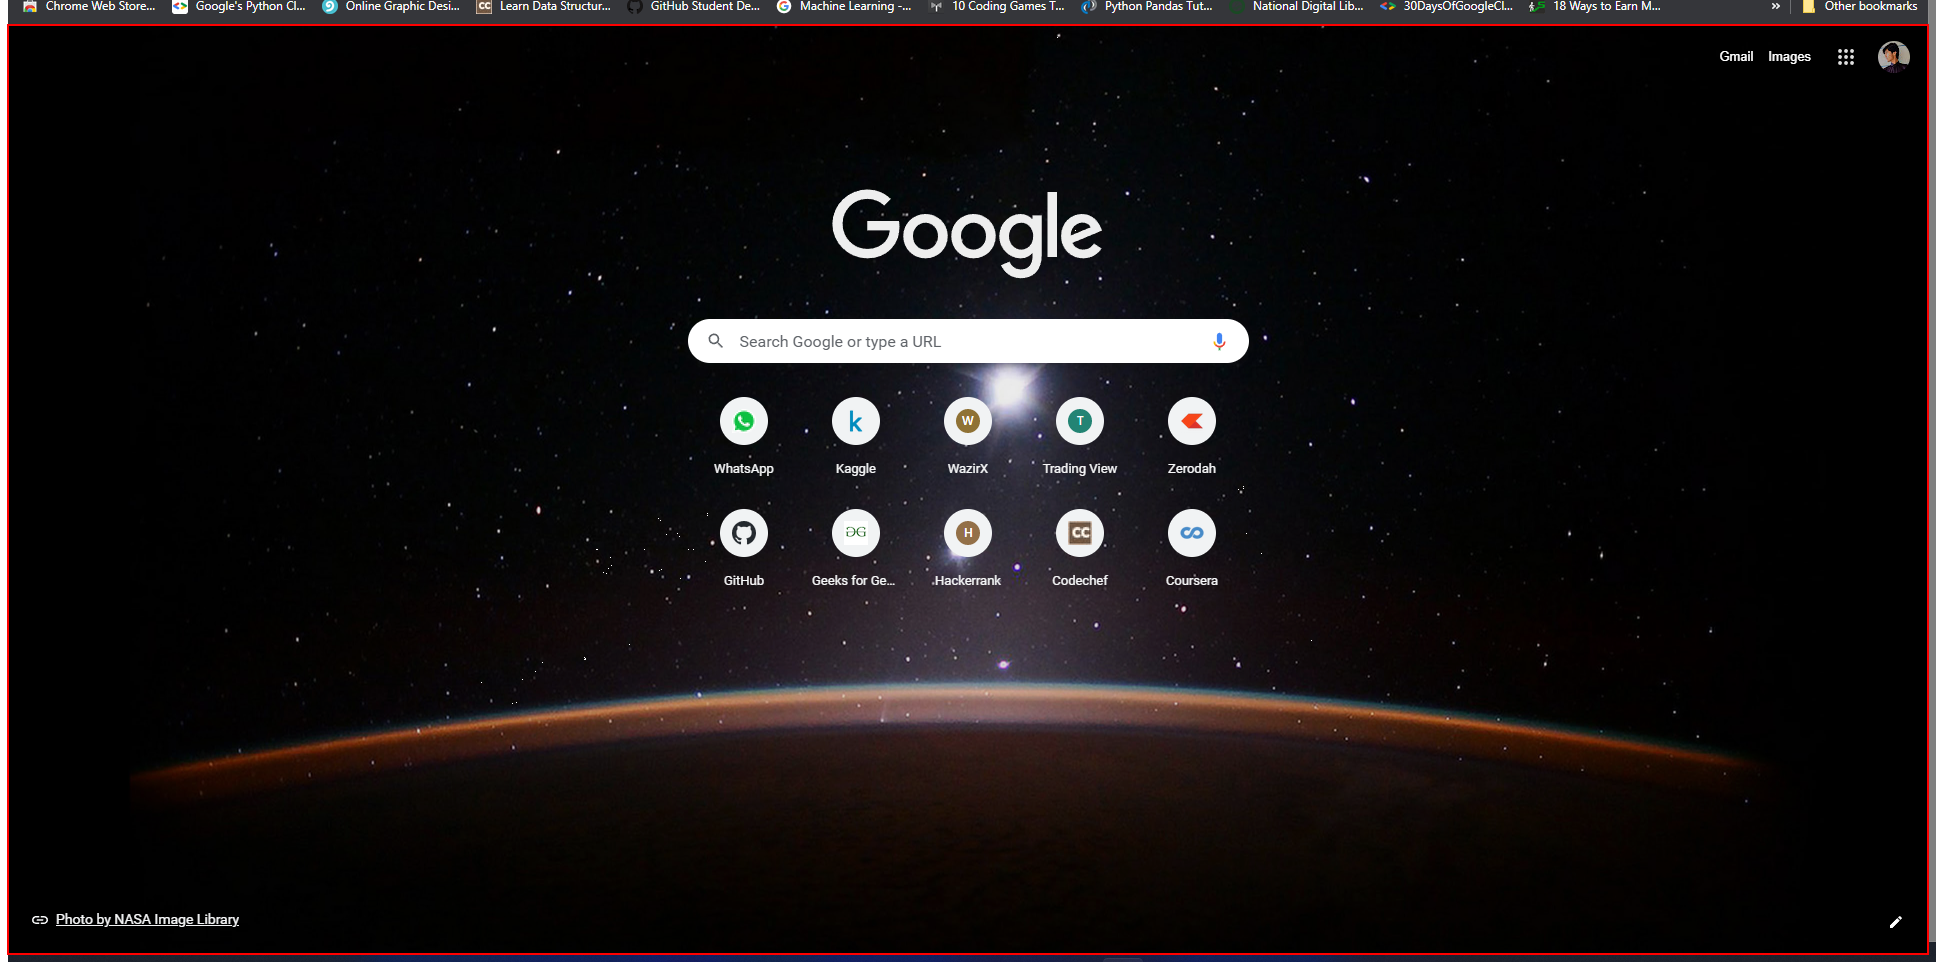 Chrome Web Store... Google's Python Cl... Online Graphic Desi... CC Learn Data Structur... GitHub Student De... G Machine Learning -... 10 Coding Games T... Python Pandas Tut... National Digital Lib... 30DaysOfGoogleCl... 18 Ways to Earn M... » Other bookmarks
Gmail Images
Google
Search Google or type a URL
k W T
WhatsApp Kaggle WazirX Trading View Zerodah
GG H CC
GitHub Geeks for Ge... Hackerrank Codechef Coursera
Photo by NASA Image Library